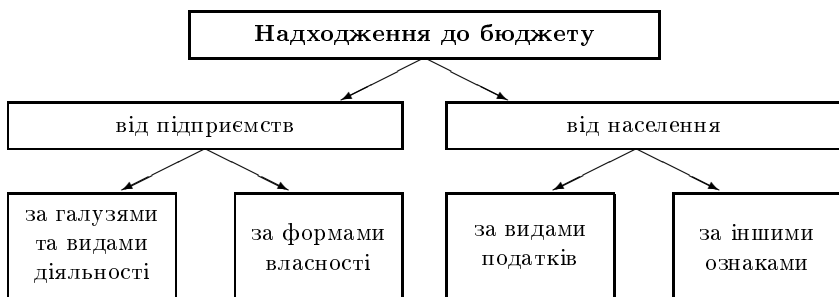 Надходження до бюджету
від підприємств
від населення
за галузями
та видами
діяльності
за формами
власності
за видами
податків
за іншими
ознаками